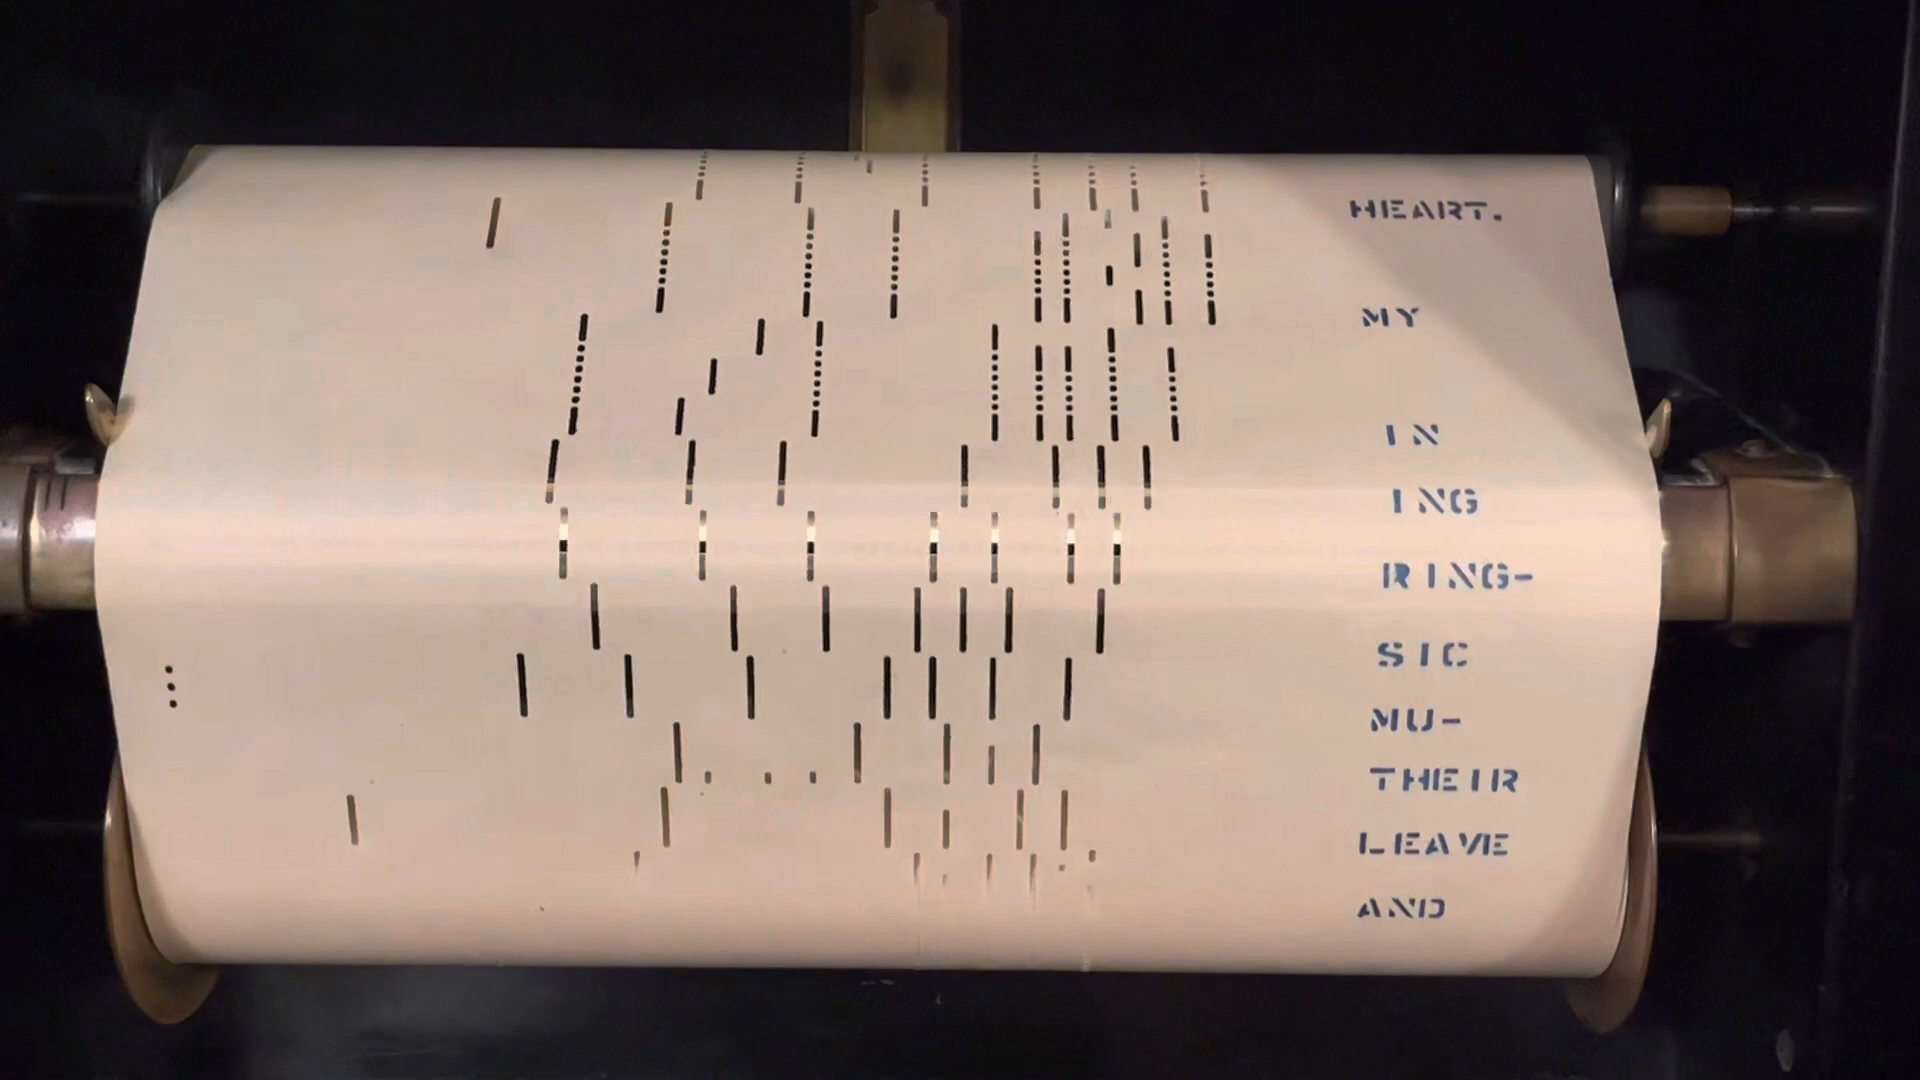 HEART.
MY
IN
ING
RING-
SIC
MU-
THEIR
LEAVE
AND